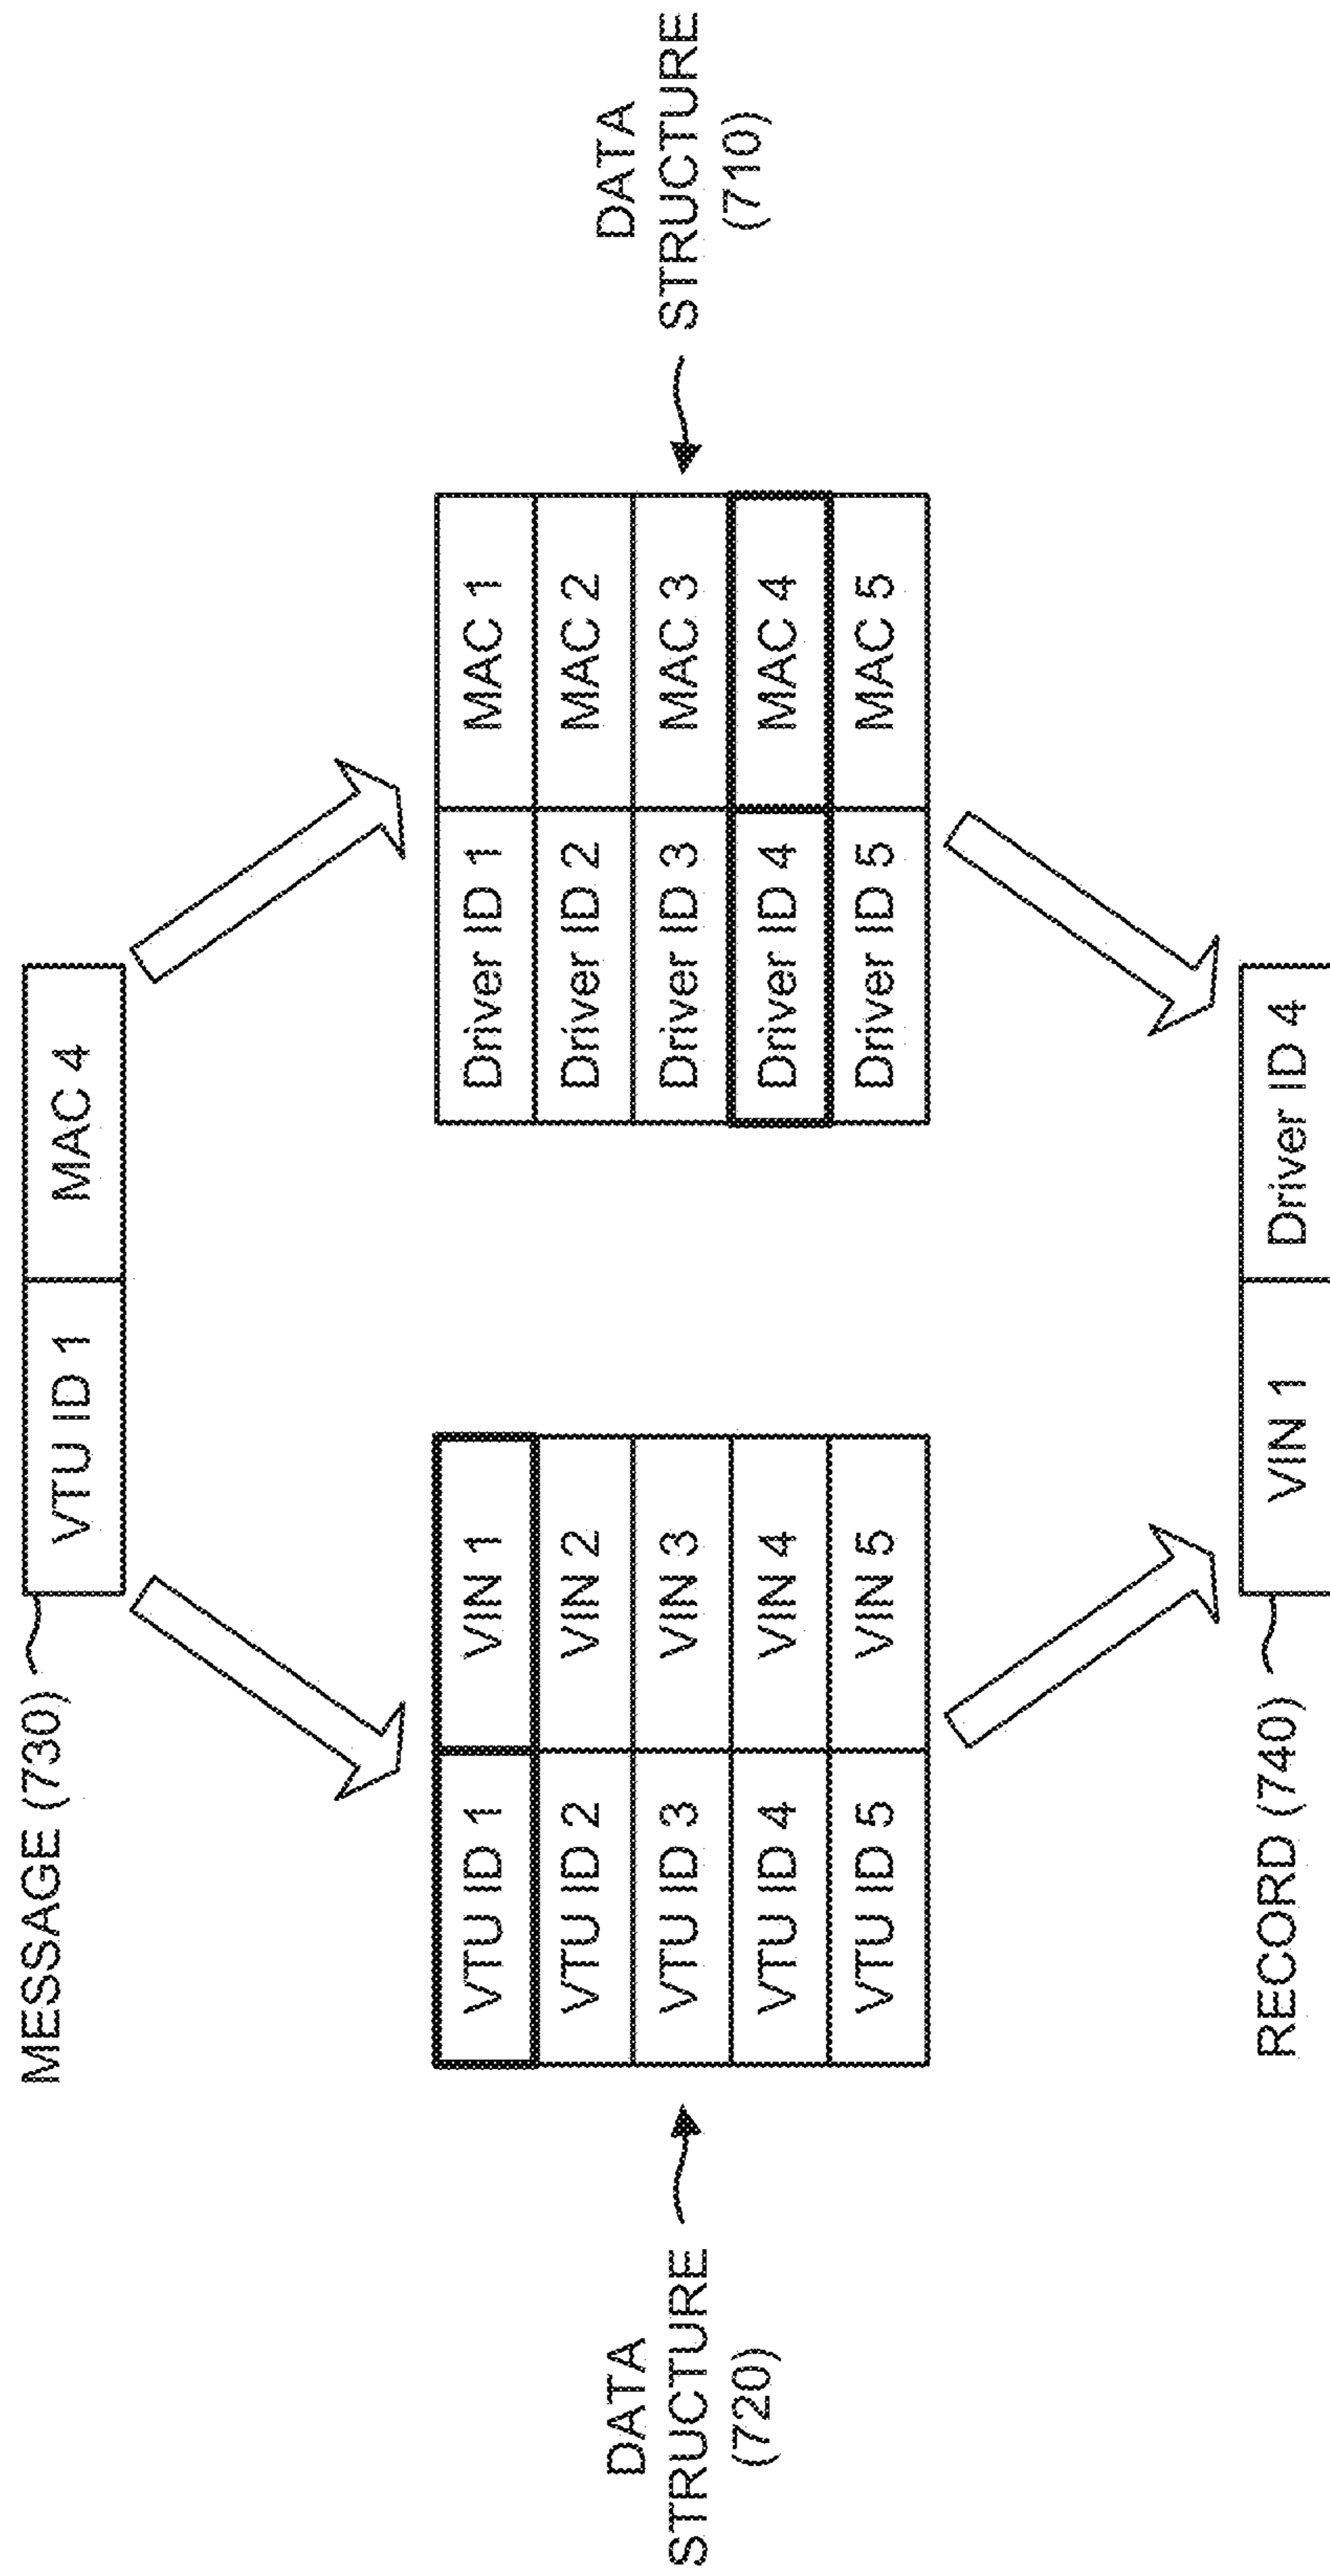 MESSAGE (730)
VTU ID 1 MAC 4
DATA
STRUCTURE
(720)
VTU ID 1 VIN 1
VTU ID 2 VIN 2
VTU ID 3 VIN 3
VTU ID 4 VIN 4
VTU ID 5 VIN 5
Driver ID 1 MAC 1
Driver ID 2 MAC 2
Driver ID 3 MAC 3
Driver ID 4 MAC 4
Driver ID 5 MAC 5
DATA
STRUCTURE
(710)
RECORD (740)
VIN 1 Driver ID 4